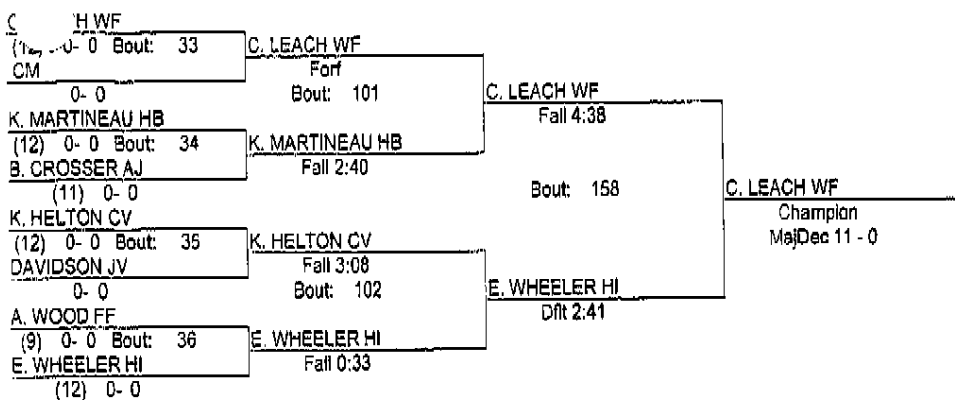 H WF
0- 0 Bout: 33
CM
0- 0
K. MARTINEAU HB
(12) 0- 0 Bout: 34
B. CROSSER AJ
(11) 0- 0
K. HELTON CV
(12) 0- 0 Bout: 35
DAVIDSON JV
0- 0
A. WOOD FF
(9) 0- 0 Bout: 36
E. WHEELER HI
(12) 0- 0
C. LEACH WF
Forf
Bout: 101
K. MARTINEAU HB
Fall 2:40
K. HELTON CV
Fall 3:08
Bout: 102
E. WHEELER HI
Fall 0:33
C. LEACH WF
Fall 4:38
Bout: 158
E. WHEELER HI
Dflt 2:41
C. LEACH WF
Champion
MajDec 11 - 0